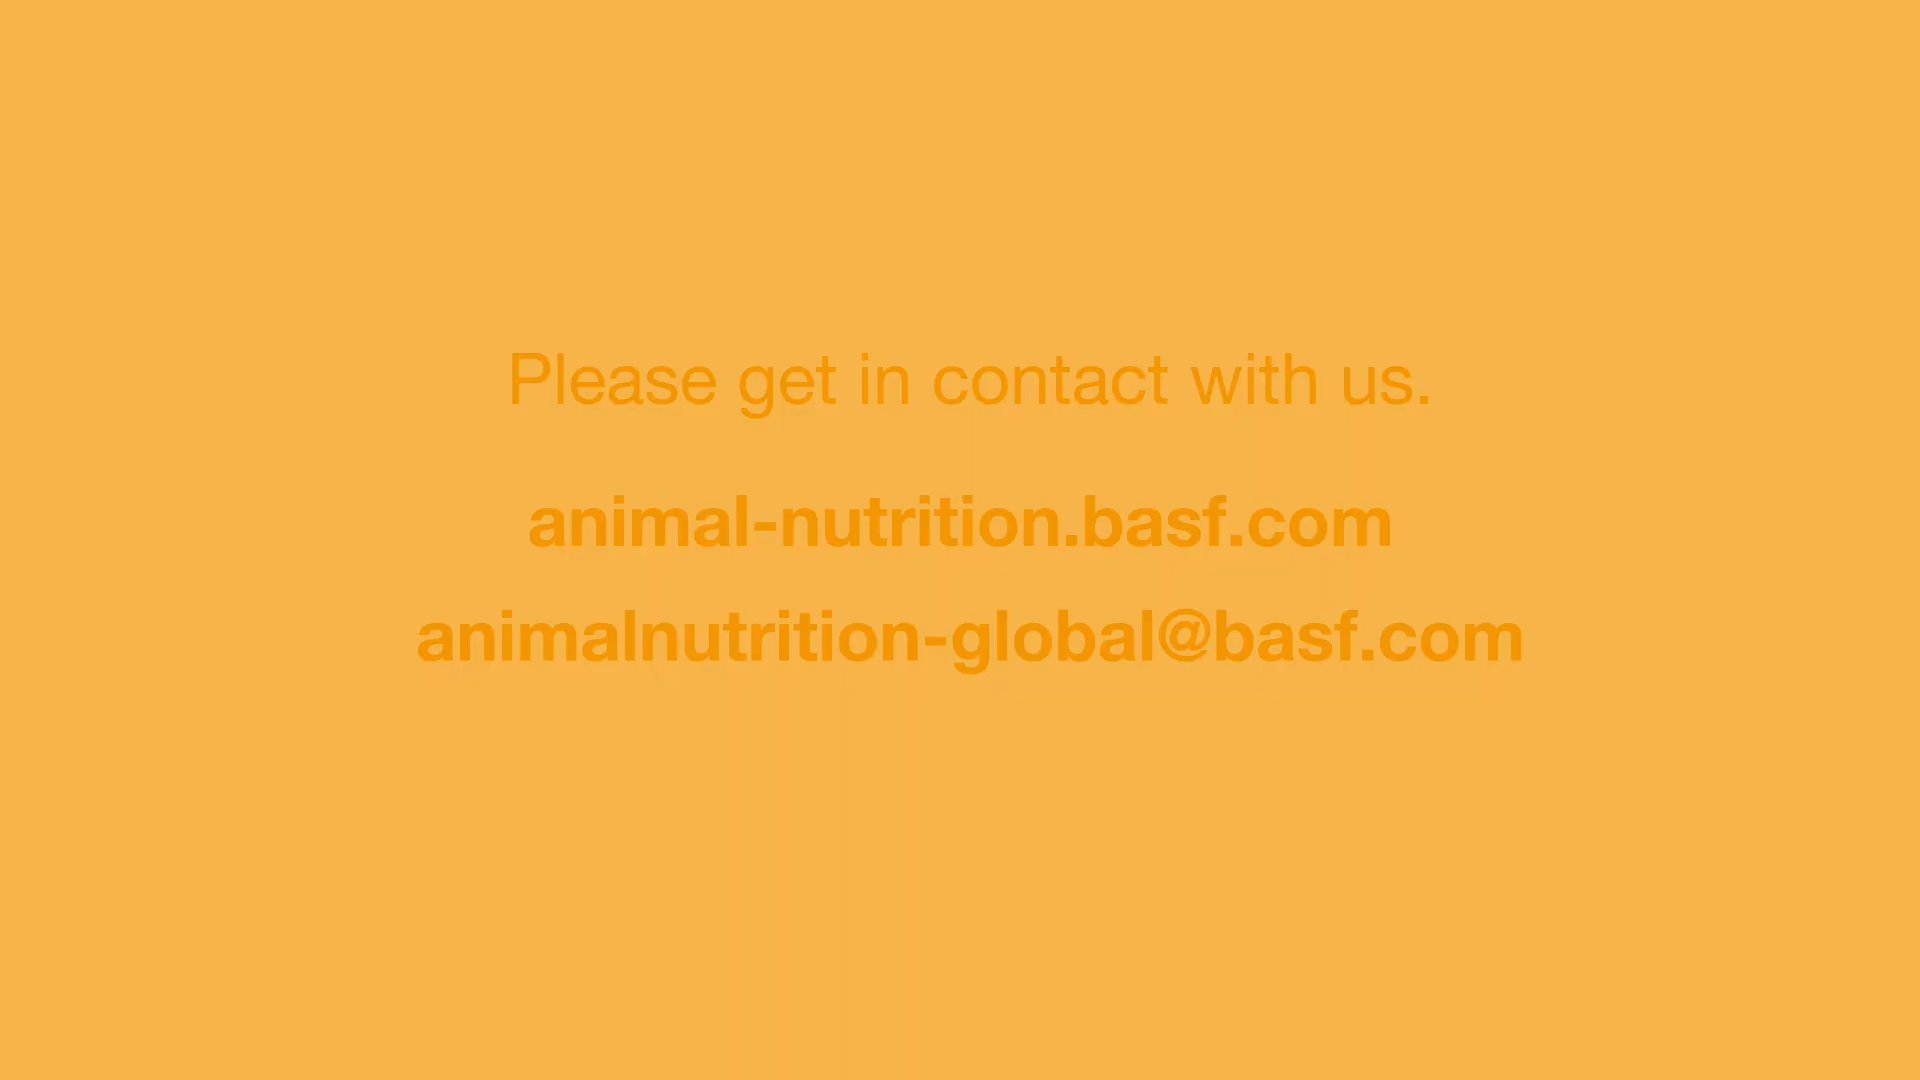 Please get in contact with us.
animal-nutrition.basf.com
animalnutrition-global@basf.com